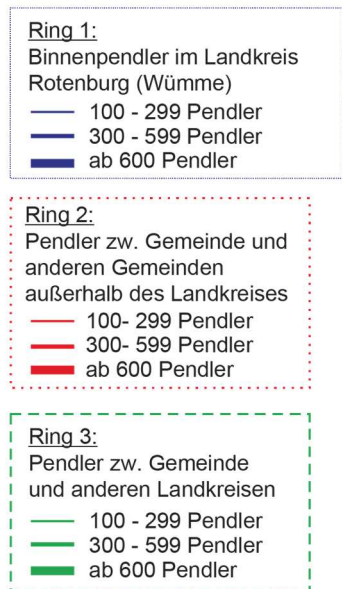 Ring 1:
Binnenpendler im Landkreis
Rotenburg (Wümme)
100 - 299 Pendler
300 - 599 Pendler
ab 600 Pendler
Ring 2:
Pendler zw. Gemeinde und
anderen Gemeinden
außerhalb des Landkreises
100- 299 Pendler
300- 599 Pendler
ab 600 Pendler
Ring 3:
Pendler zw. Gemeinde
und anderen Landkreisen
100 - 299 Pendler
300 - 599 Pendler
ab 600 Pendler